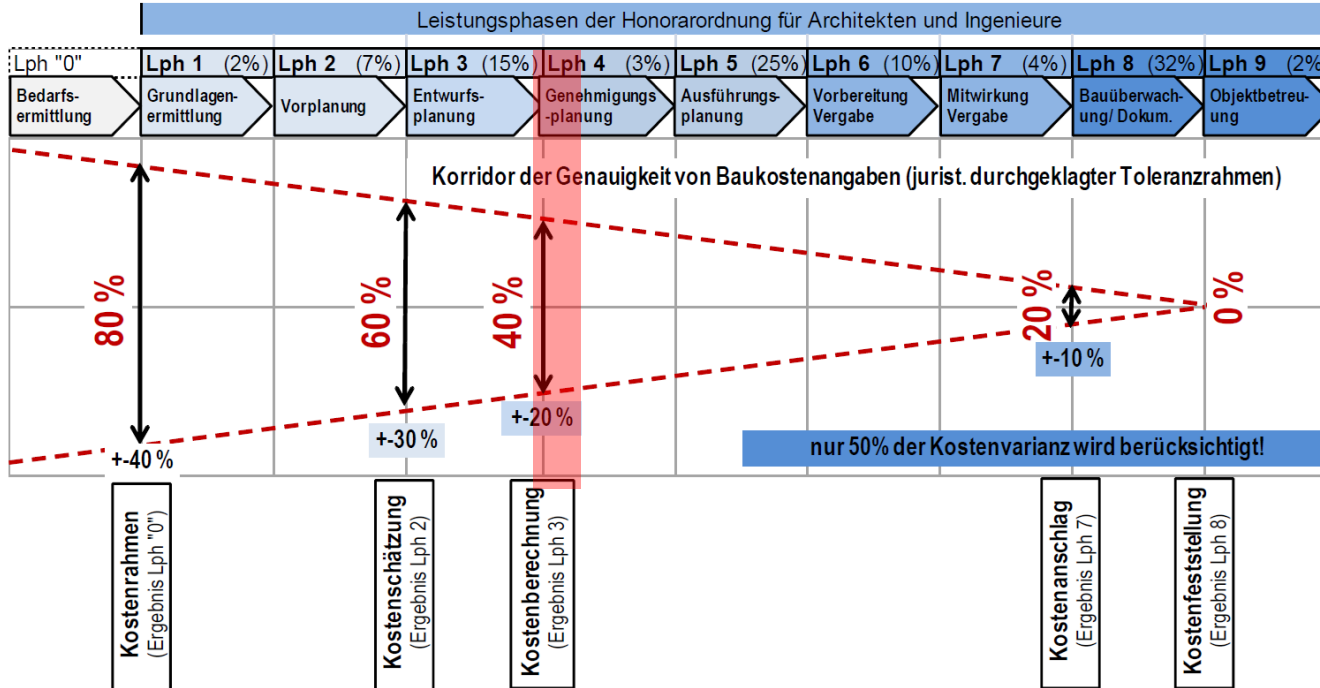 Leistungsphasen der Honorarordnung für Architekten und Ingenieure
Lph "0"
Lph 1 (2%)
Lph 2 (7%)
Lph 3 (15%)
Lph 4 (3%)
Lph 5 (25%)
Lph 6 (10%)
Lph 7 (4%)
Lph 8 (32%)
Lph 9 (2%
Bedarfs-
ermittlung
Grundlagen-
ermittlung
Vorplanung
Entwurfs-
planung
Genehmigungs
-planung
Ausführungs-
planung
Vorbereitung
Vergabe
Mitwirkung
Vergabe
Bauüberwach-
ung/ Dokum.
Objektbetreu-
ung
Korridor der Genauigkeit von Baukostenangaben (jurist. durchgeklagter Toleranzrahmen)
80 %
60 %
40 %
20 %
0 %
+-40 %
+-30 %
+-20 %
+-10 %
nur 50% der Kostenvarianz wird berücksichtigt!
Kostenrahmen
(Ergebnis Lph "0")
Kostenschätzung
(Ergebnis Lph 2)
Kostenberechnung
(Ergebnis Lph 3)
Kostenanschlag
(Ergebnis Lph 7)
Kostenfeststellung
(Ergebnis Lph 8)